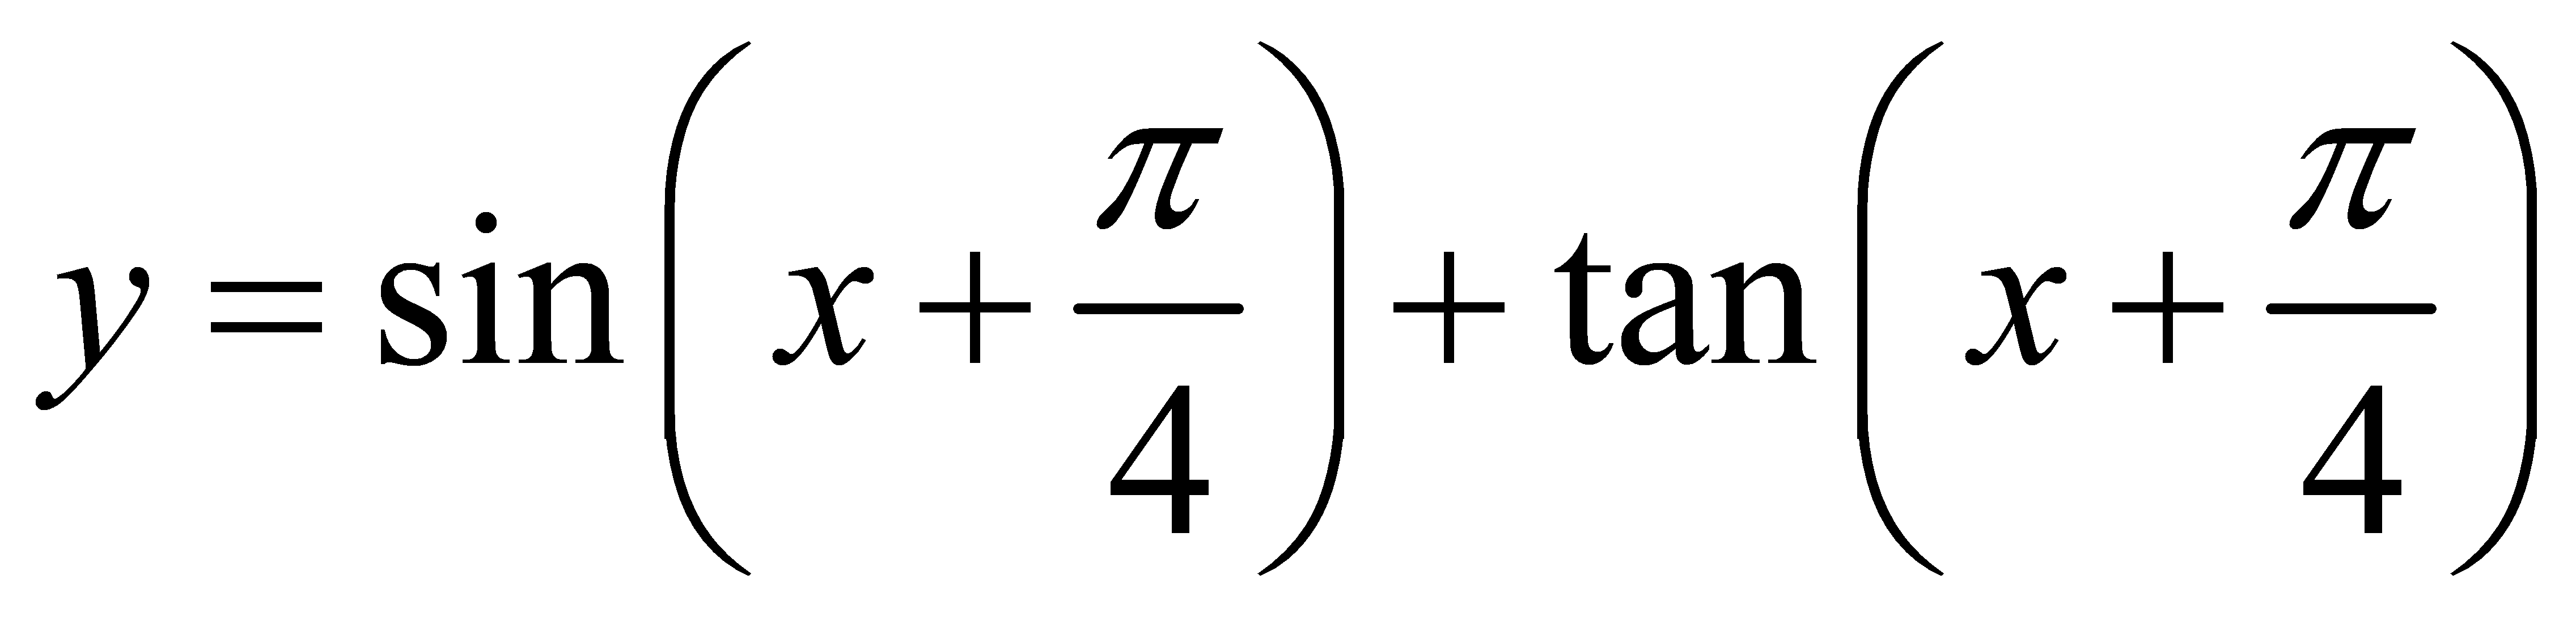 y = sin(x + π/4) + tan(x + π/4)